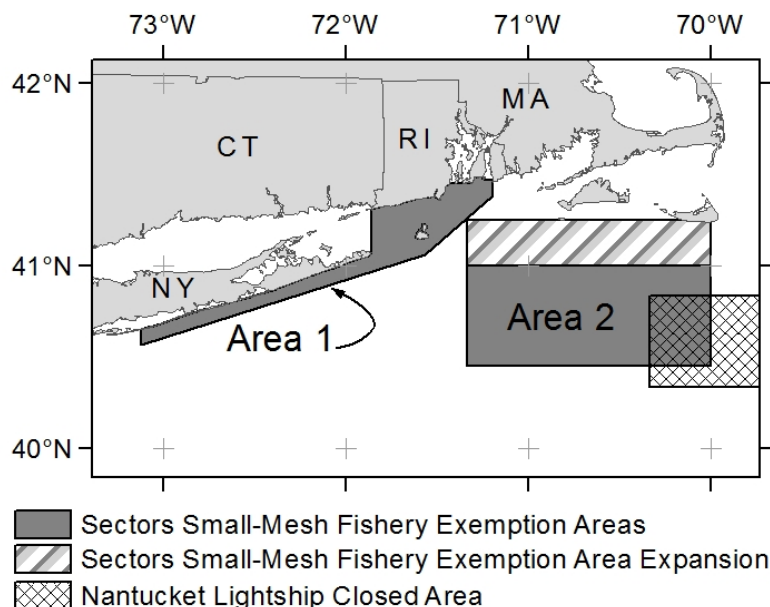 73°W 72°W 71°W 70°W
42°N
MA
RI
CT
41°N
NY
Area 2
Area 1
40°N
Sectors Small-Mesh Fishery Exemption Areas
Sectors Small-Mesh Fishery Exemption Area Expansion
Nantucket Lightship Closed Area